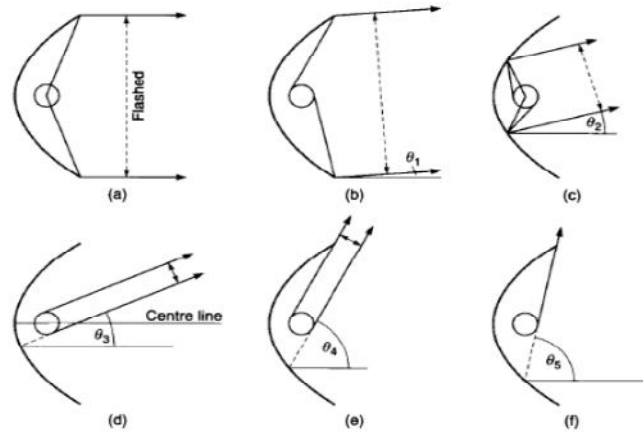 Flashed
θ1
θ2
(a)
(b)
(c)
Centre line
θ3
θ4
θ5
(d)
(e)
(f)